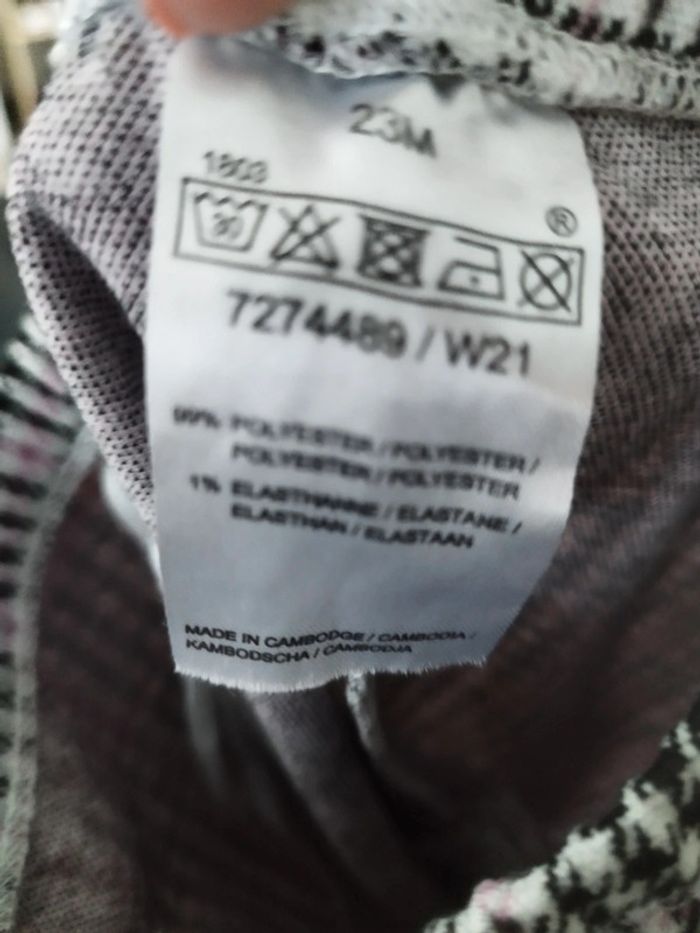 23M
1803
®
30
7274489 / W21
99% POLYESTER / POLYESTER /
POLYESTER / POLYESTER
1% ELASTHANNE / ELASTANE /
ELASTHAN / ELASTAAN
MADE IN CAMBODGE / CAMBODIA /
KAMBODSCHA / CAMBODJA